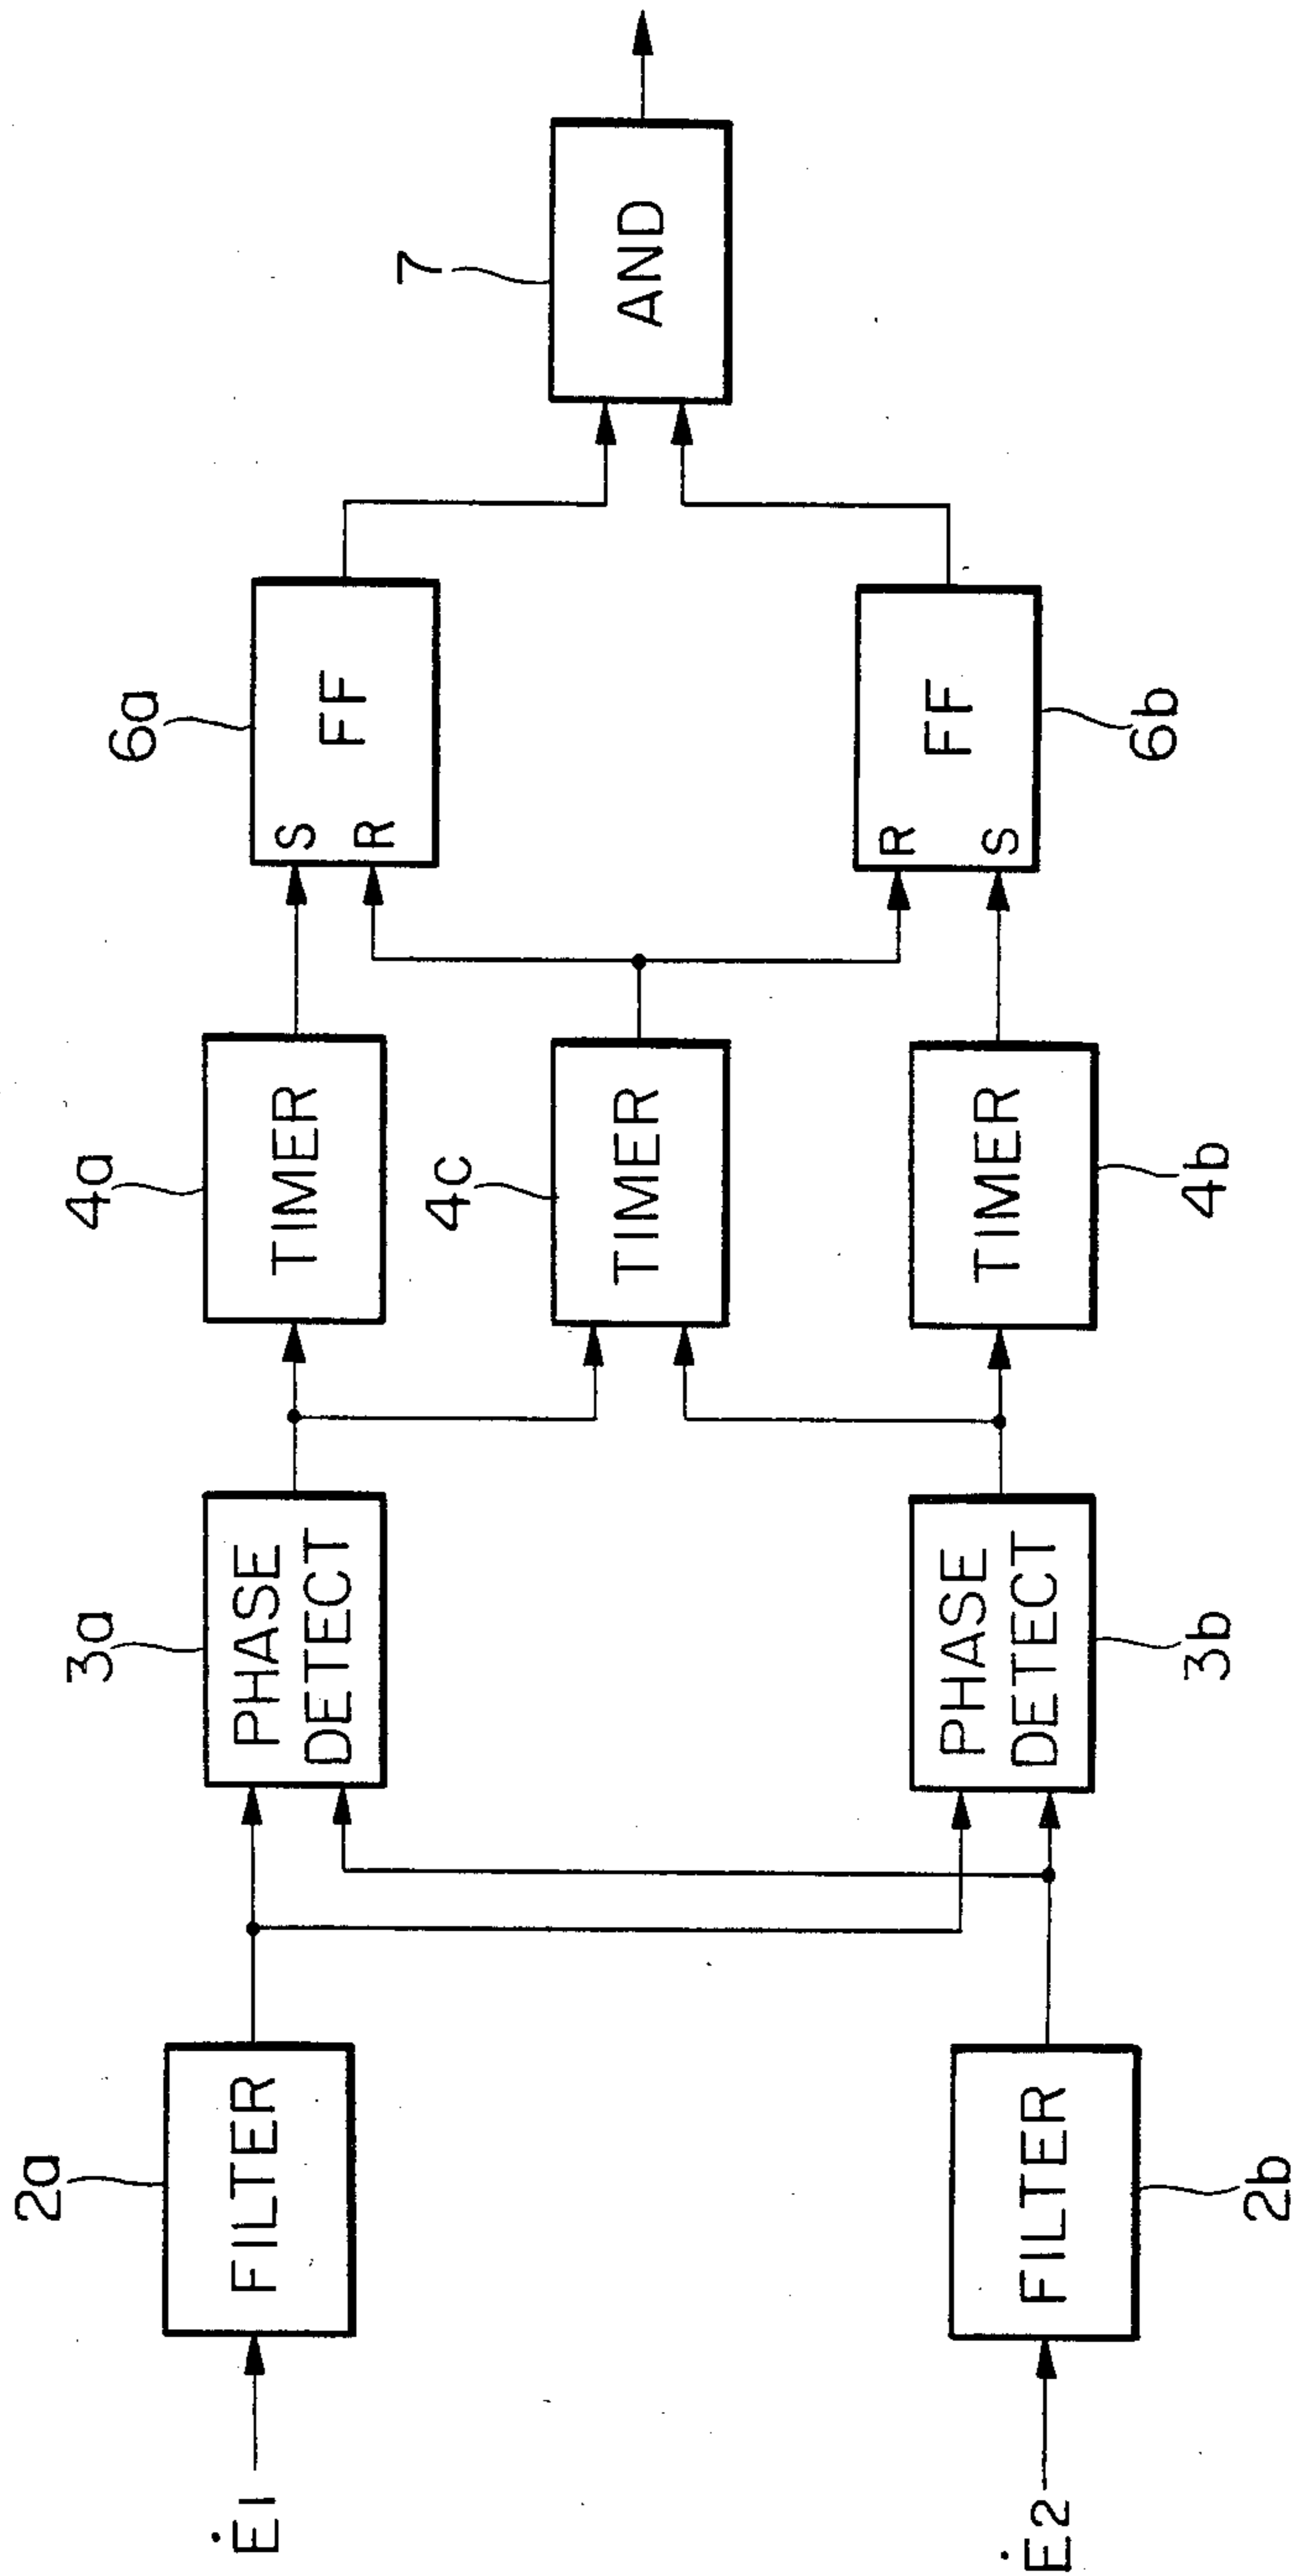 Ė1
FILTER
2a
PHASE
DETECT
3a
TIMER
4a
S
R
FF
6a
TIMER
4c
AND
7
Ė2
FILTER
2b
PHASE
DETECT
3b
TIMER
4b
R
S
FF
6b